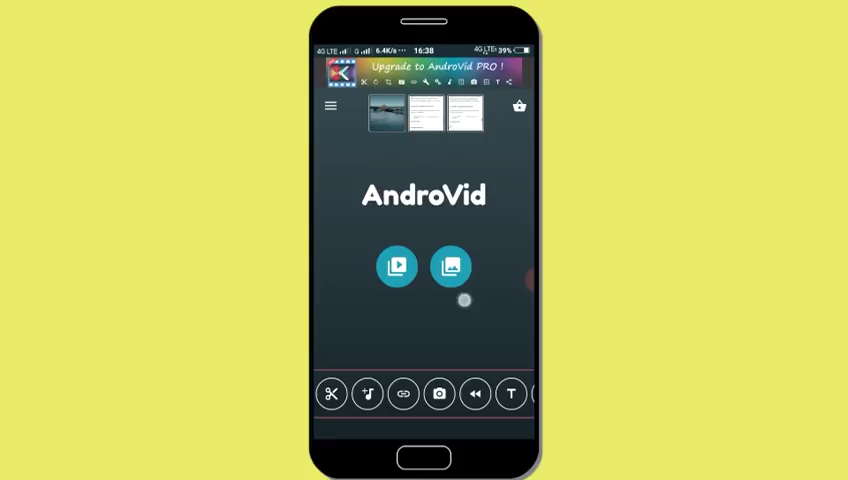 4G LTE G 6.4K/s ··· 16:38 4G LTE 39%
Upgrade to AndroVid PRO !
AndroVid
T